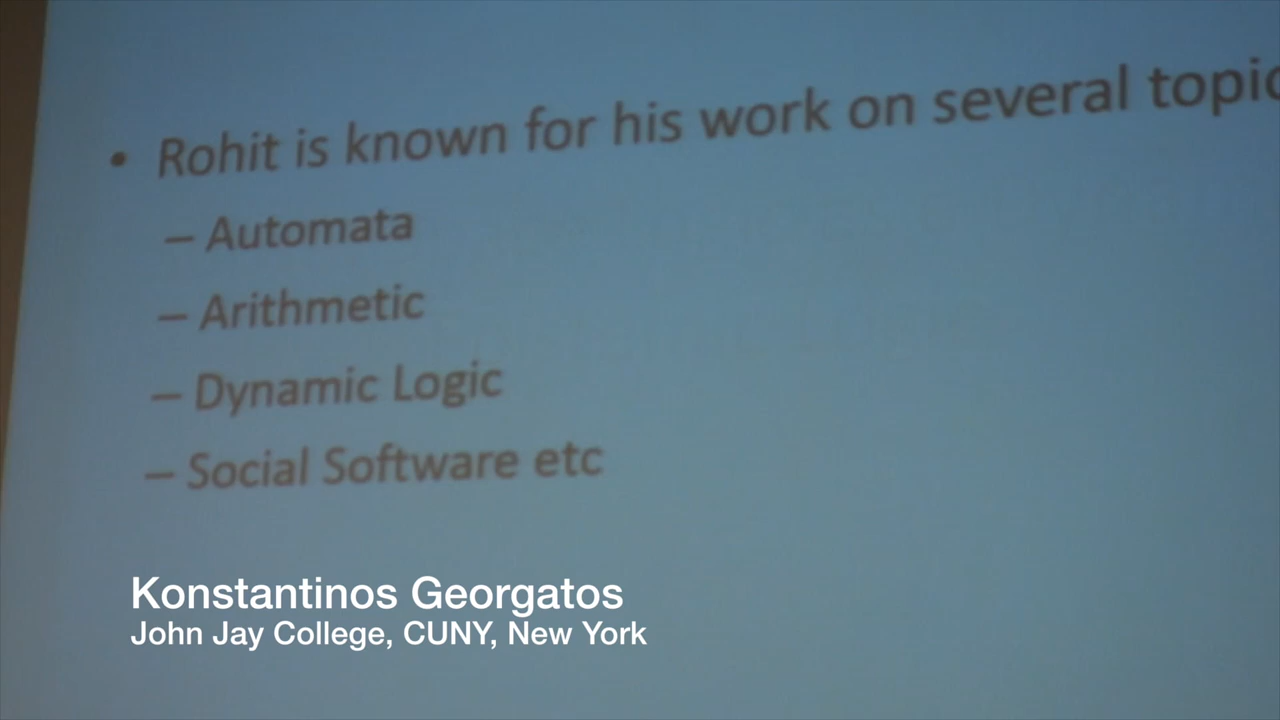 • Rohit is known for his work on several topic
– Automata
– Arithmetic
– Dynamic Logic
– Social Software etc
Konstantinos Georgatos
John Jay College, CUNY, New York